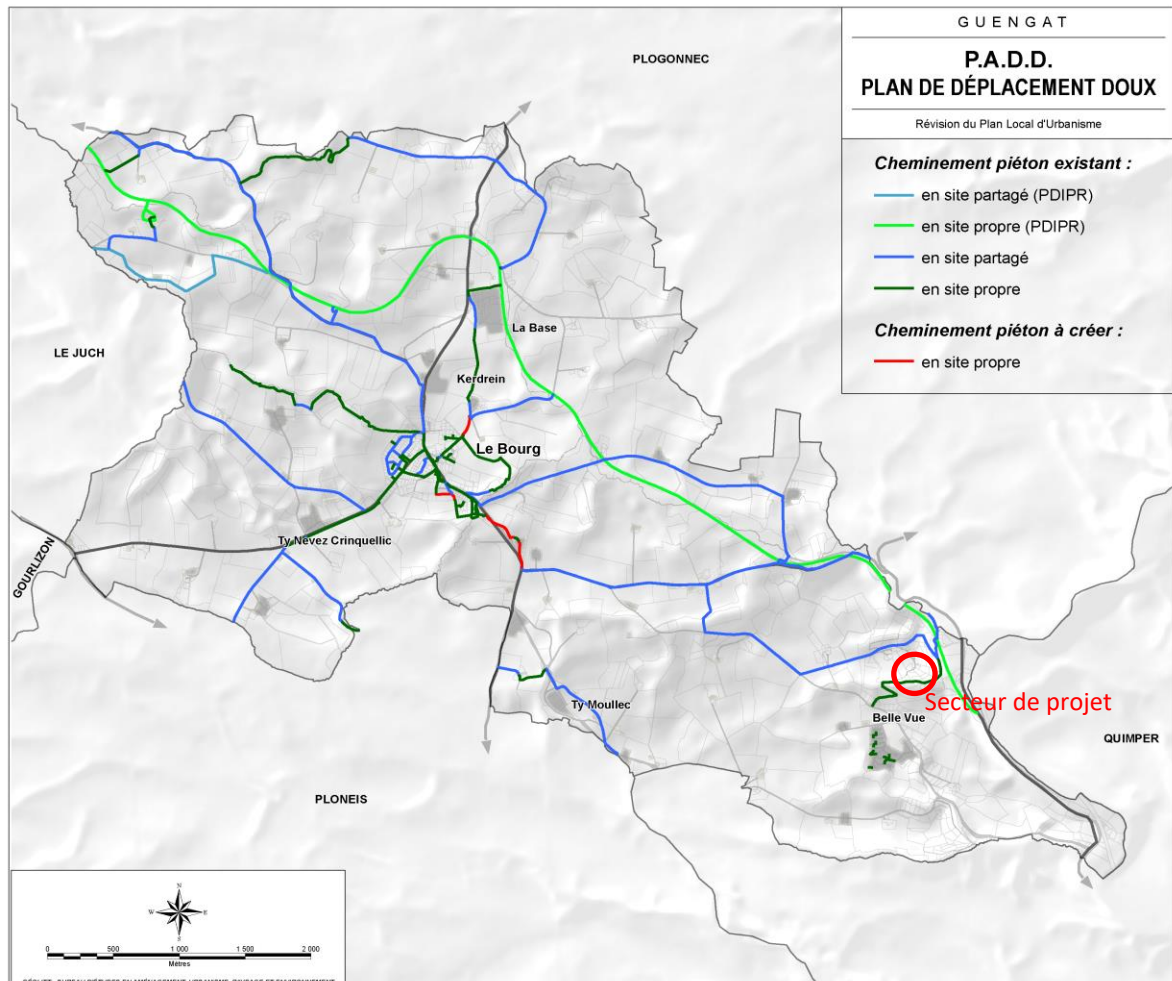 GUENGAT
P.A.D.D.
PLAN DE DÉPLACEMENT DOUX
Révision du Plan Local d'Urbanisme
Cheminement piéton existant :
en site partagé (PDIPR)
en site propre (PDIPR)
en site partagé
en site propre
Cheminement piéton à créer :
en site propre
PLOGONNEC
LE JUCH
La Base
Kerdrein
Le Bourg
Ty Nevez Crinquellic
GOURLIZON
Ty Moullec
Secteur de projet
Belle Vue
QUIMPER
PLONEIS
N
W
E
S
0 500 1 000 1 500 2 000
Mètres